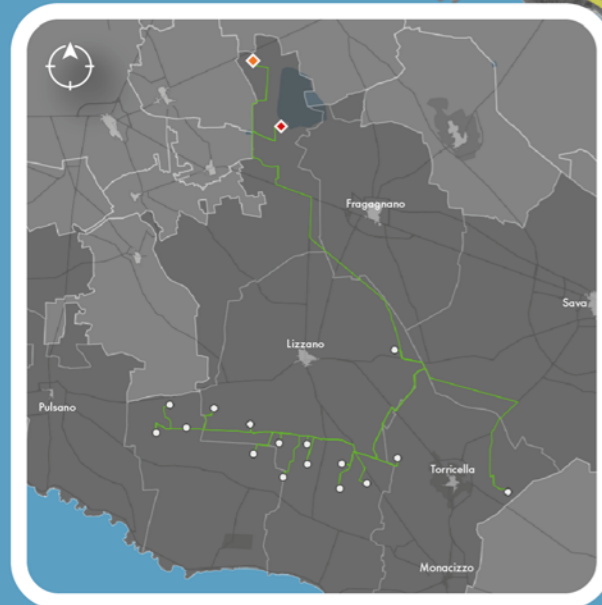 Fragagnano
Sava
Lizzano
Pulsano
Torricella
Monacizzo